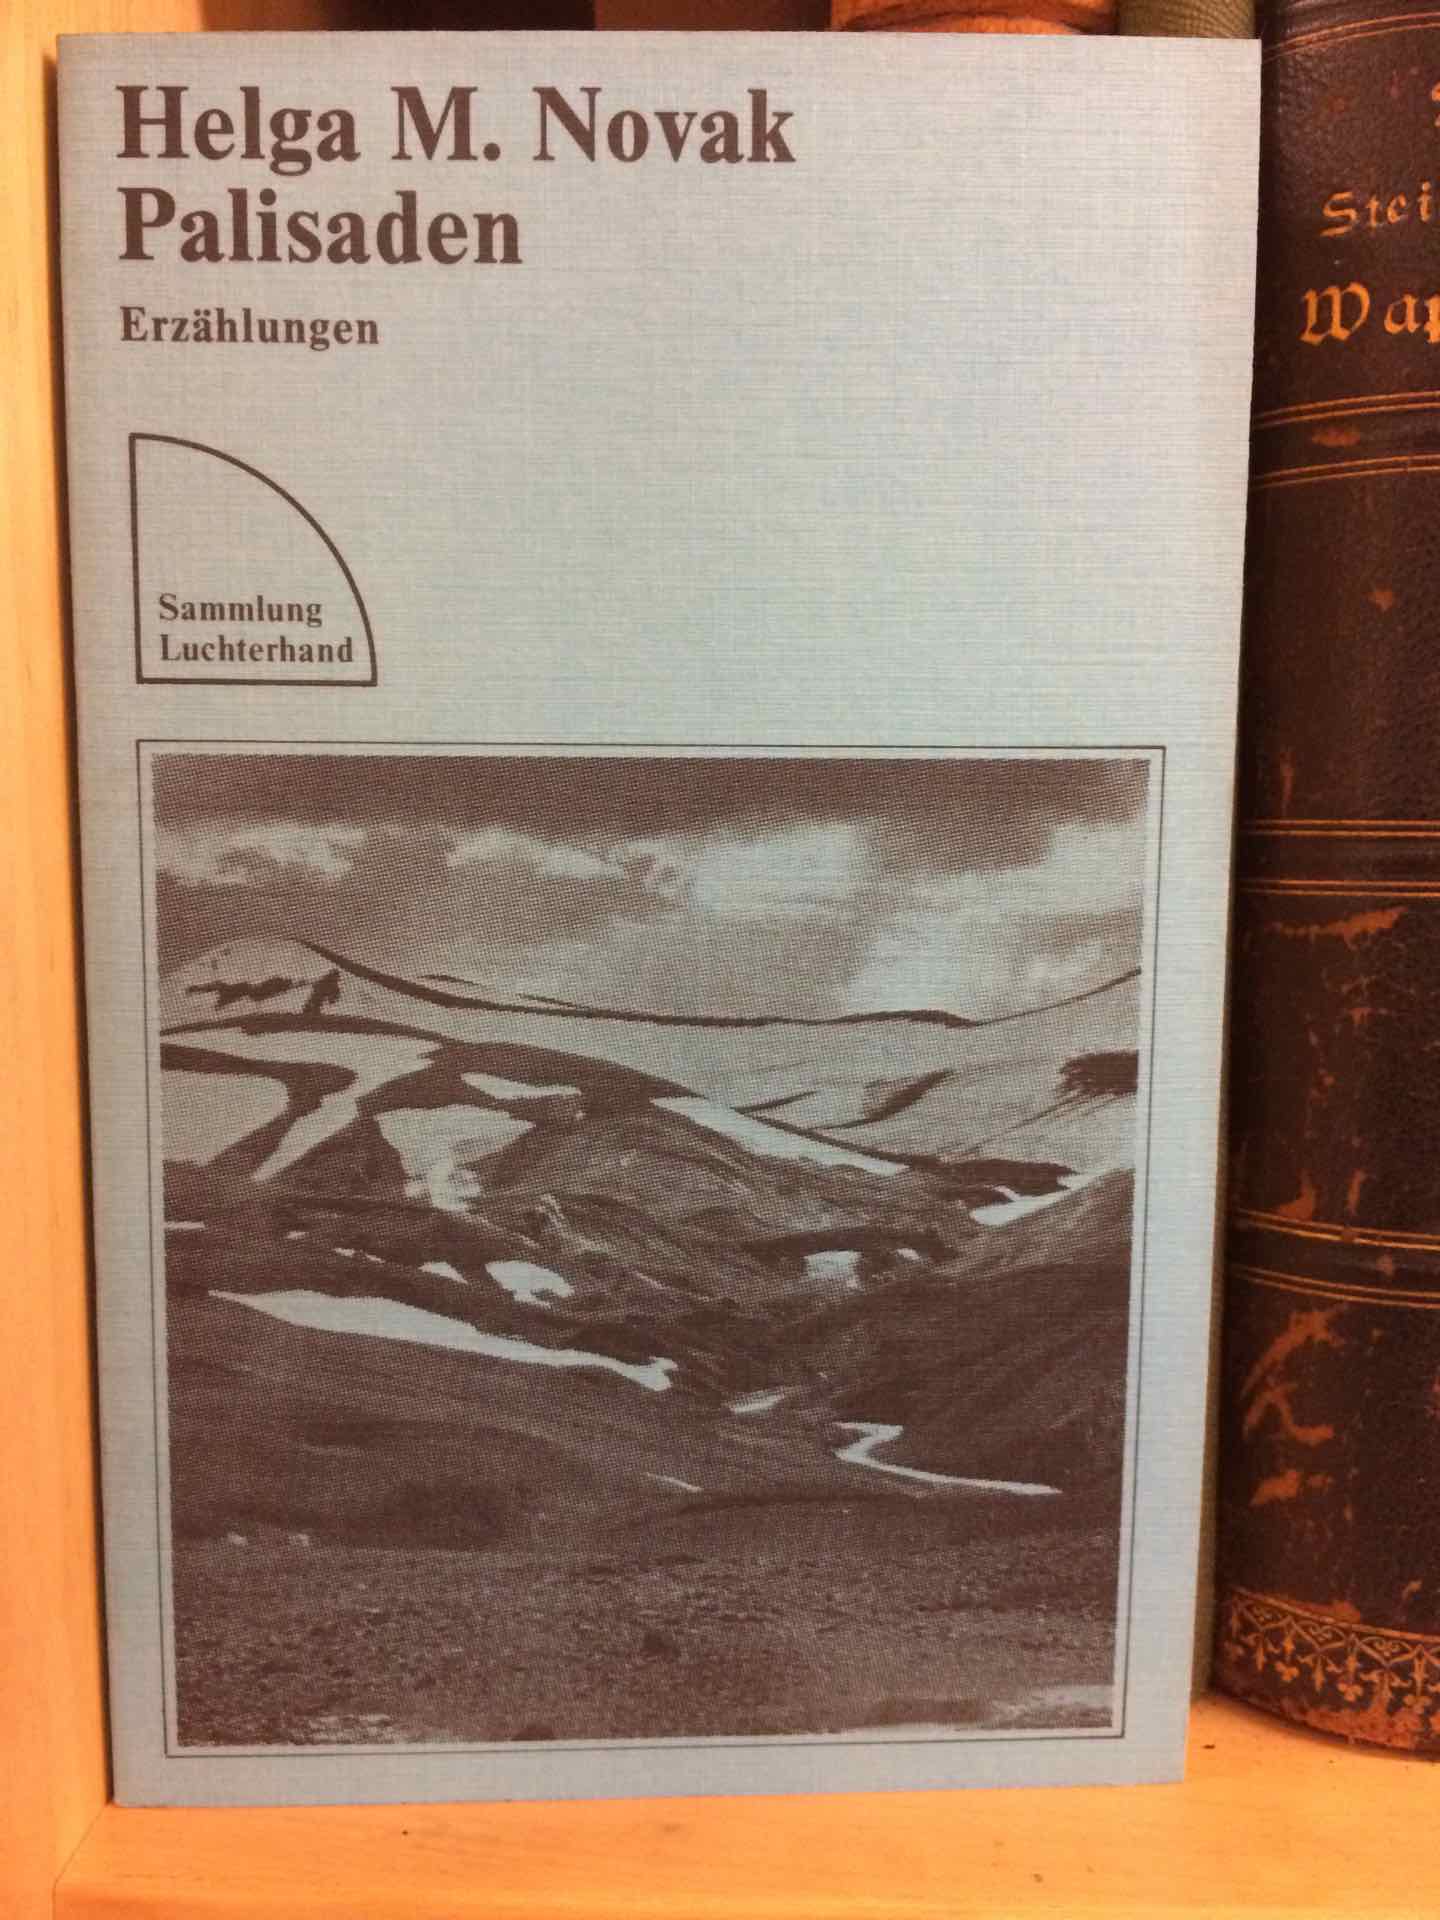 Helga M. Novak
Palisaden
Erzählungen
Sammlung
Luchterhand